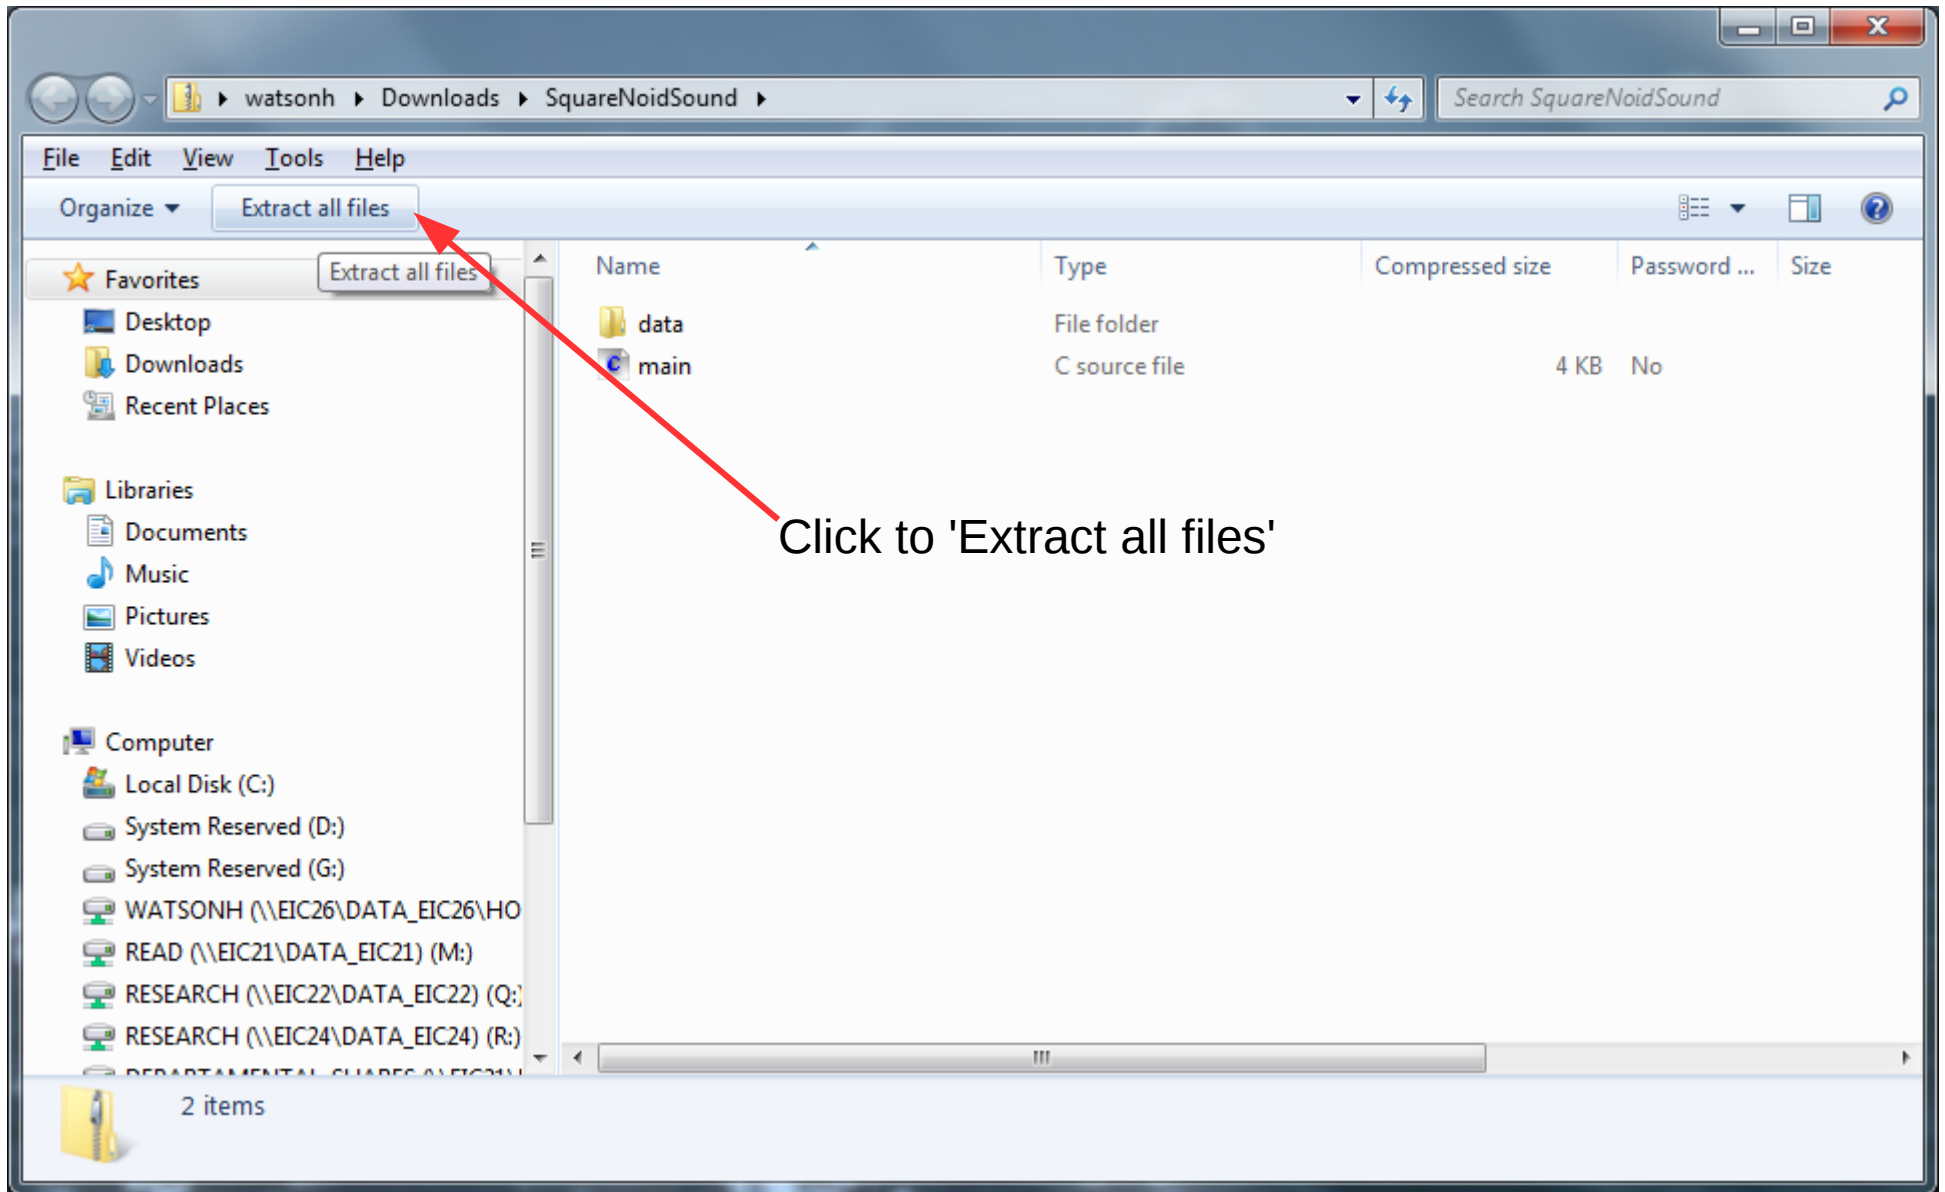 watsonh Downloads SquareNoidSound Search SquareNoidSound
File Edit View Tools Help
Organize Extract all files
Extract all files
Favorites
Desktop
Downloads
Recent Places
Libraries
Documents
Music
Pictures
Videos
Computer
Local Disk (C:)
System Reserved (D:)
System Reserved (G:)
WATSONH (\\EIC26\DATA_EIC26\HO
READ (\\EIC21\DATA_EIC21) (M:)
RESEARCH (\\EIC22\DATA_EIC22) (Q:)
RESEARCH (\\EIC24\DATA_EIC24) (R:)
Name Type Compressed size Password ... Size
data File folder
main C source file 4 KB No
Click to 'Extract all files'
2 items